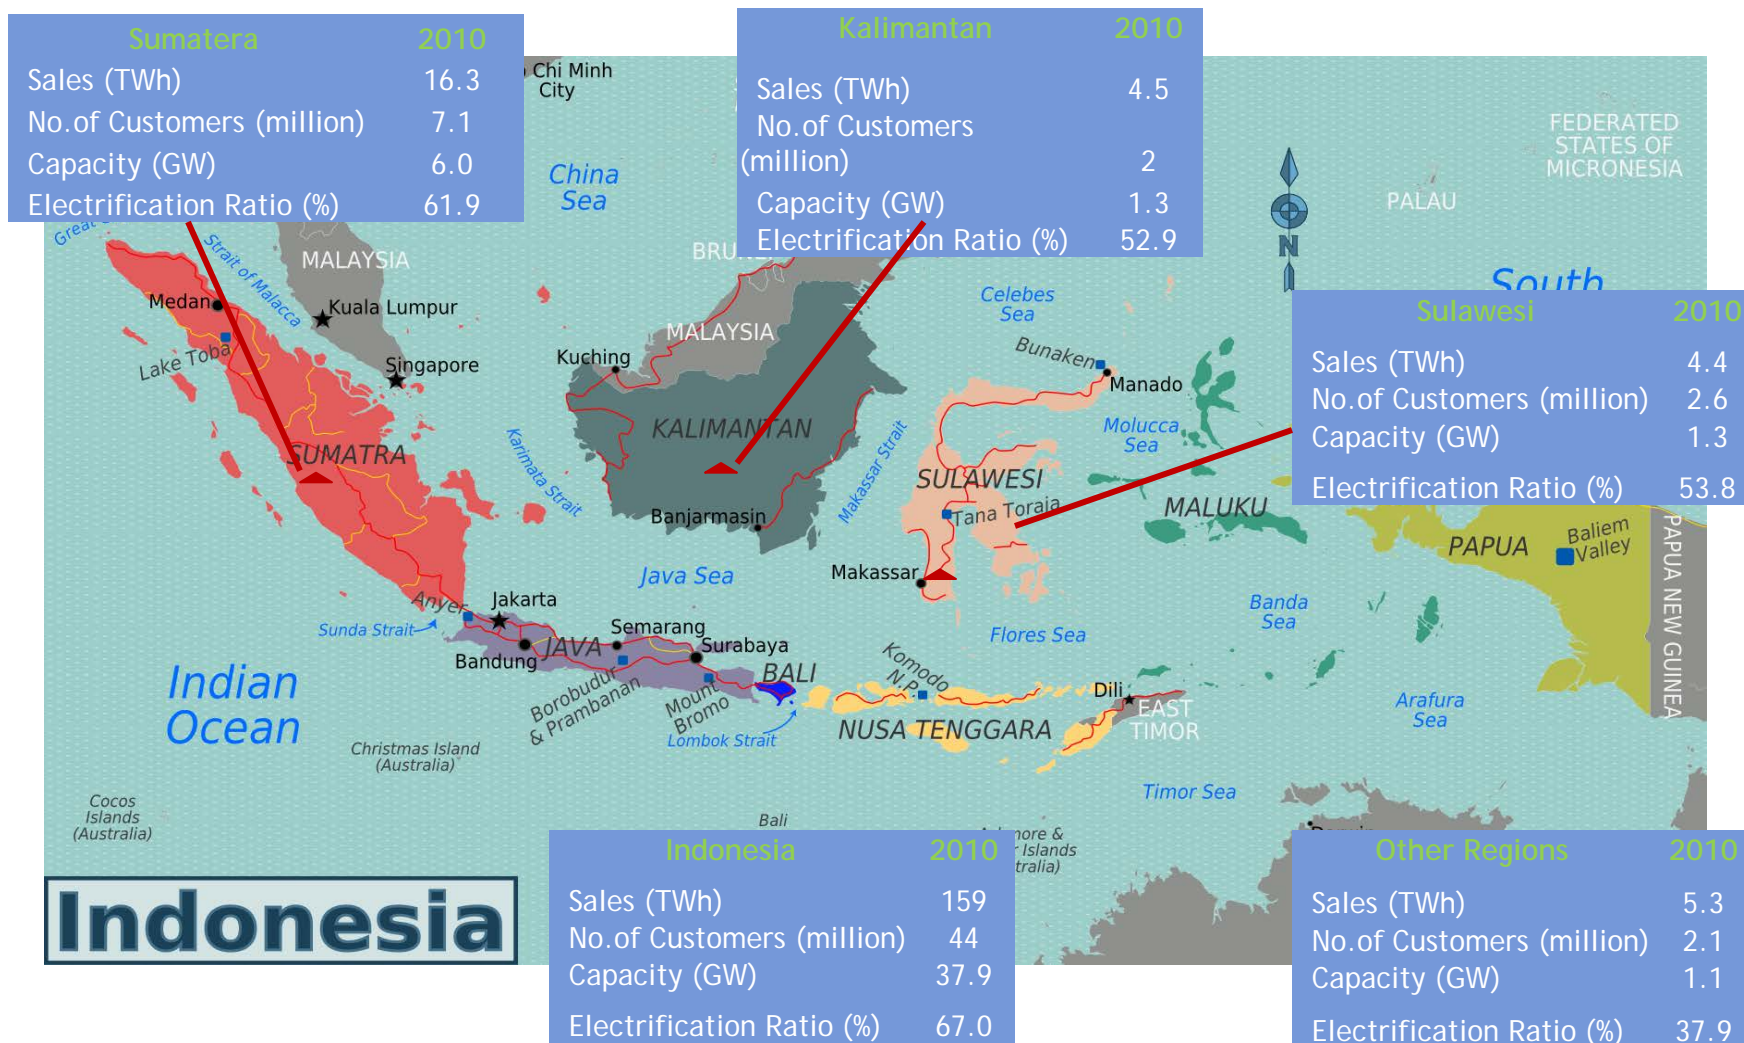 Sumatera 2010
Sales (TWh) 16.3
No.of Customers (million) 7.1
Capacity (GW) 6.0
Electrification Ratio (%) 61.9
Kalimantan 2010
Sales (TWh) 4.5
No.of Customers
(million) 2
Capacity (GW) 1.3
Electrification Ratio (%) 52.9
Chi Minh
City
China
Sea
FEDERATED
STATES OF
MICRONESIA
PALAU
N
South
Strait of Malacca
MALAYSIA
Medan
Kuala Lumpur
Lake Toba
Singapore
SUMATRA
Karimata Strait
MALAYSIA
Kuching
KALIMANTAN
Banjarmasin
Makassar Strait
Celebes
Sea
Bunaken
Manado
Molucca
Sea
SULAWESI
Tana Toraja
Makassar
MALUKU
Sulawesi 2010
Sales (TWh) 4.4
No.of Customers (million) 2.6
Capacity (GW) 1.3
Electrification Ratio (%) 53.8
PAPUA
Baliem
Valley
PAPUA NEW GUINEA
Java Sea
Banda
Sea
Flores Sea
Anyer
Jakarta
Sunda Strait
Semarang
Surabaya
JAVA
Bandung
BALI
Borobudur
& Prambanan
Mount
Bromo
Lombok Strait
Komodo
N.P.
NUSA TENGGARA
Dili
EAST
TIMOR
Arafura
Sea
Timor Sea
Indian
Ocean
Christmas Island
(Australia)
Cocos
Islands
(Australia)
Bali
Indonesia
Indonesia 2010
Sales (TWh) 159
No.of Customers (million) 44
Capacity (GW) 37.9
Electrification Ratio (%) 67.0
Other Regions 2010
Sales (TWh) 5.3
No.of Customers (million) 2.1
Capacity (GW) 1.1
Electrification Ratio (%) 37.9